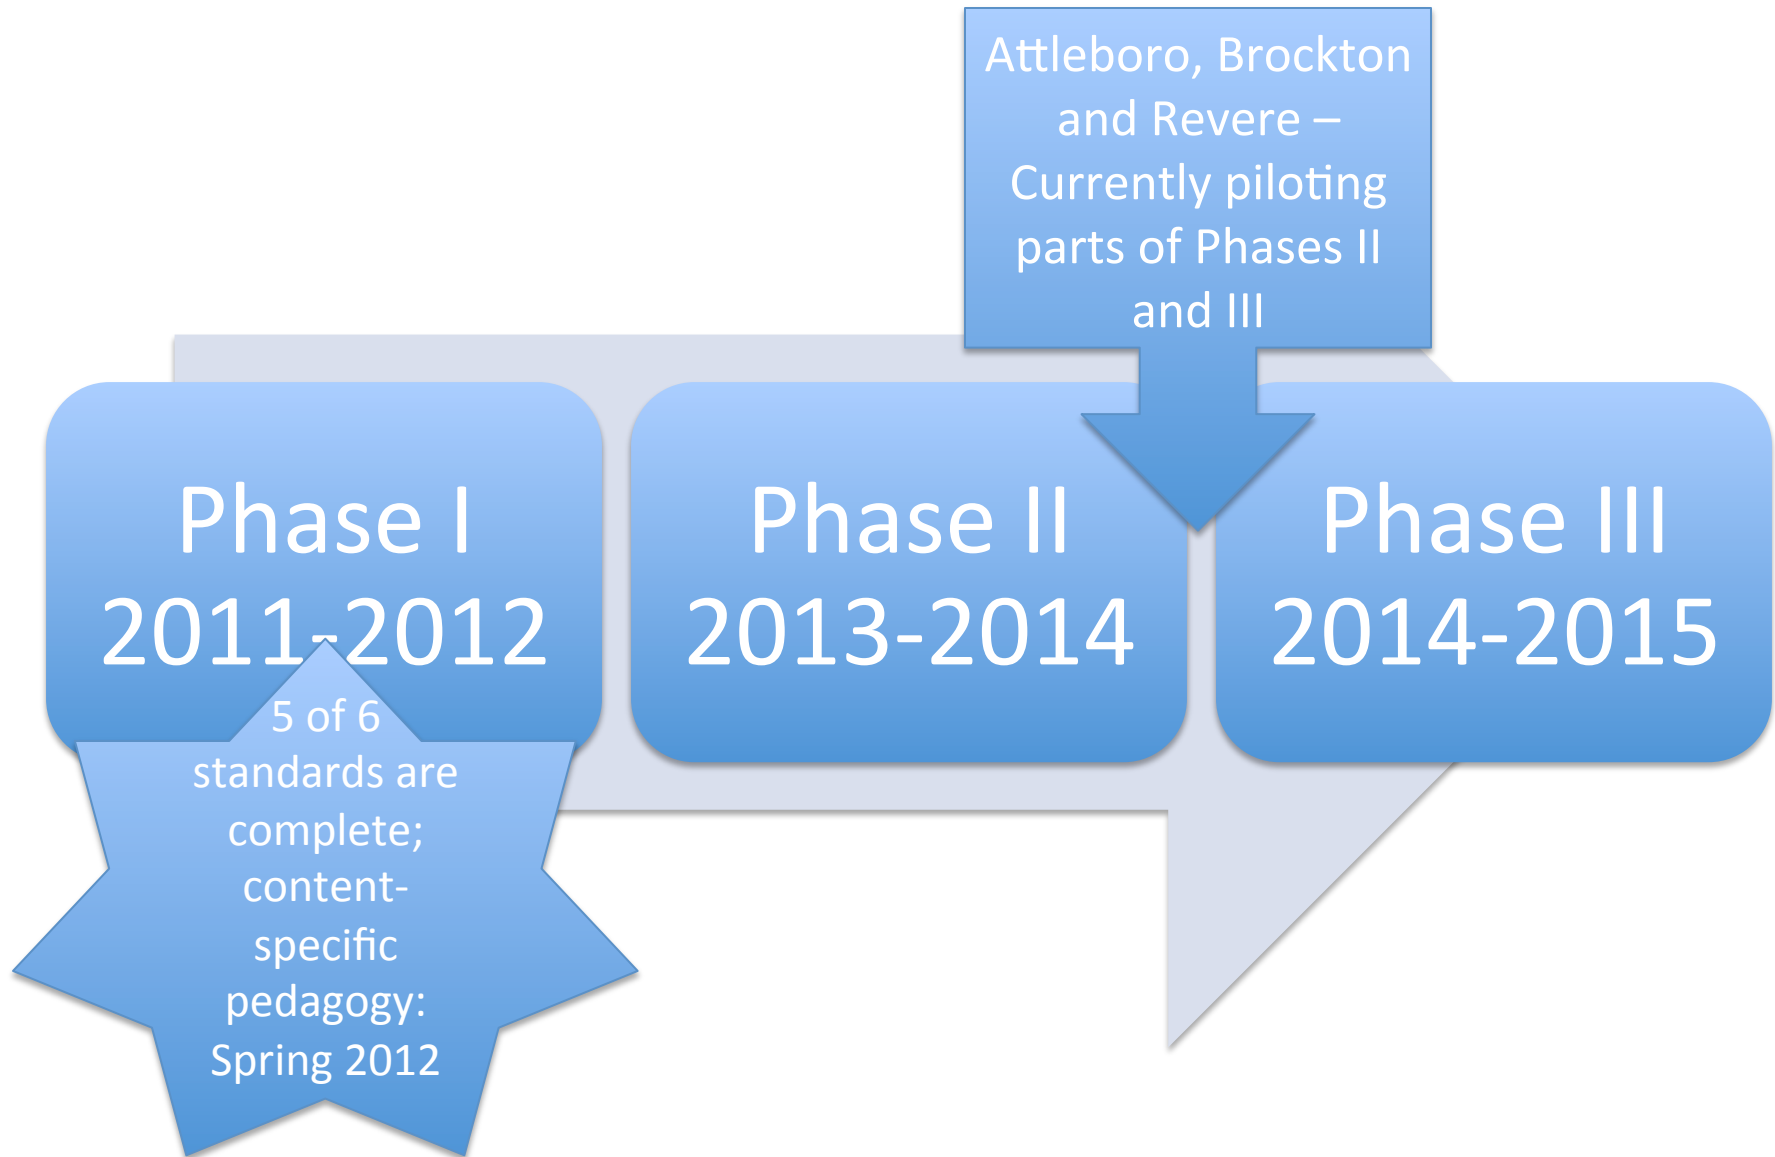 Attleboro, Brockton
and Revere –
Currently piloting
parts of Phases II
and III
Phase I
2011-2012
Phase II
2013-2014
Phase III
2014-2015
5 of 6
standards are
complete;
content-
specific
pedagogy:
Spring 2012